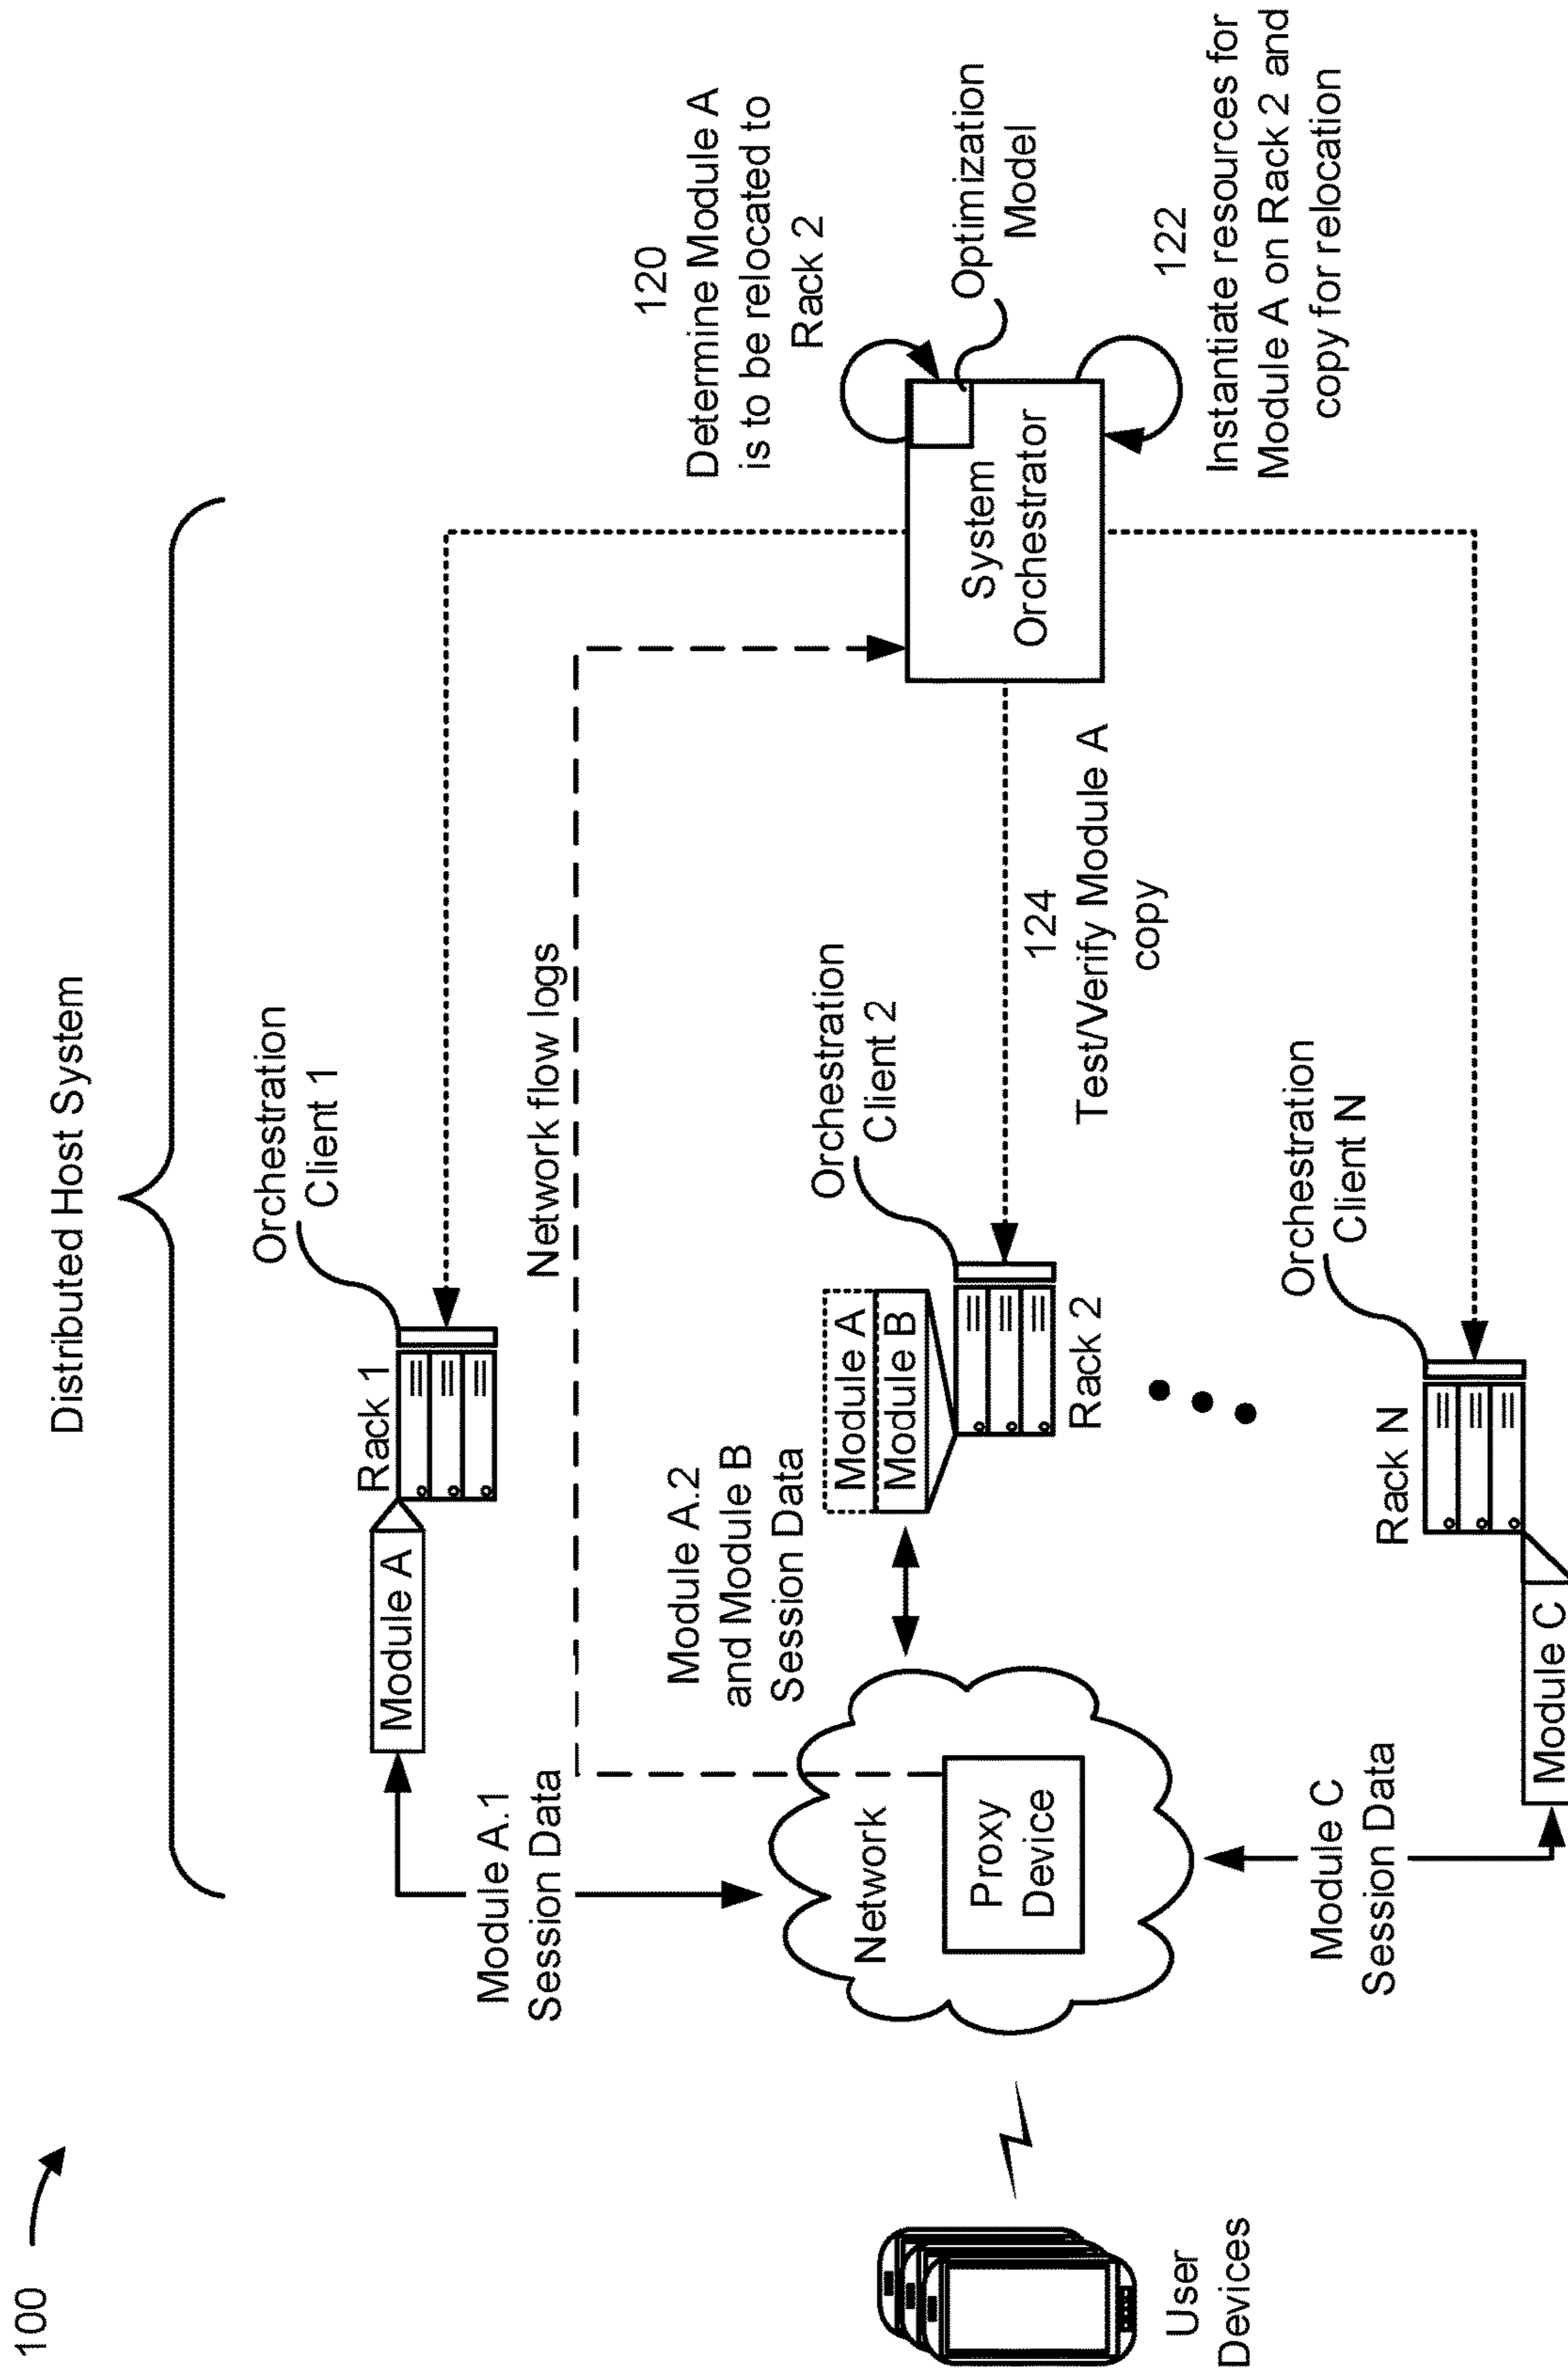 100
Distributed Host System
Orchestration
Client 1
Rack 1
Module A
Module A.1
Session Data
Network flow logs
120
Determine Module A
is to be relocated to
Rack 2
Optimization
Model
System
Orchestrator
122
Instantiate resources for
Module A on Rack 2 and
copy for relocation
124
Test/Verify Module A
copy
Orchestration
Client 2
Module A
Module B
Rack 2
Module A.2
and Module B
Session Data
Network
Proxy
Device
User
Devices
Orchestration
Client N
Rack N
Module C
Module C
Session Data